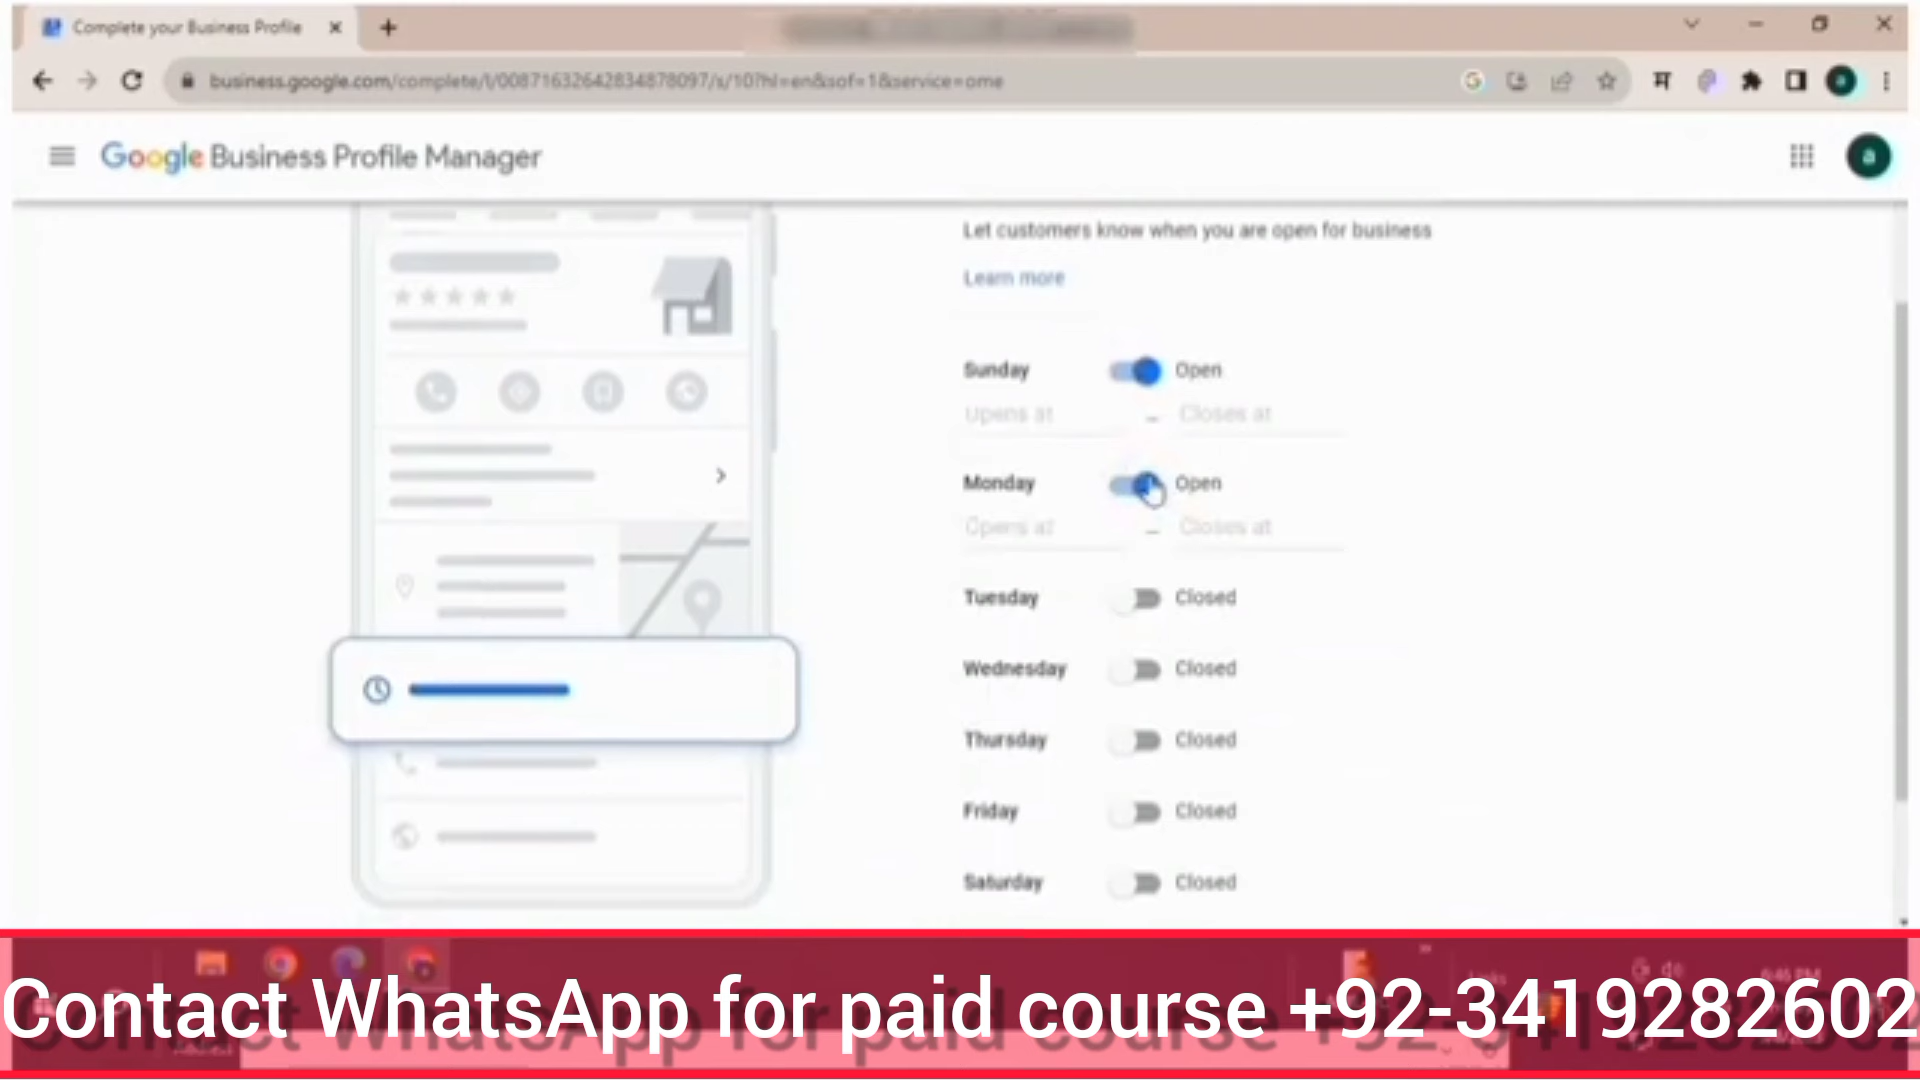 Complete your Business Profile
business.google.com/complete/l/00871632642834878097/s/10?hl=en&sof=1&service=ome
Google Business Profile Manager
a
Let customers know when you are open for business
Learn more
Sunday Open
Opens at – Closes at
Monday Open
Opens at – Closes at
Tuesday Closed
Wednesday Closed
Thursday Closed
Friday Closed
Saturday Closed
Contact WhatsApp for paid course +92-3419282602